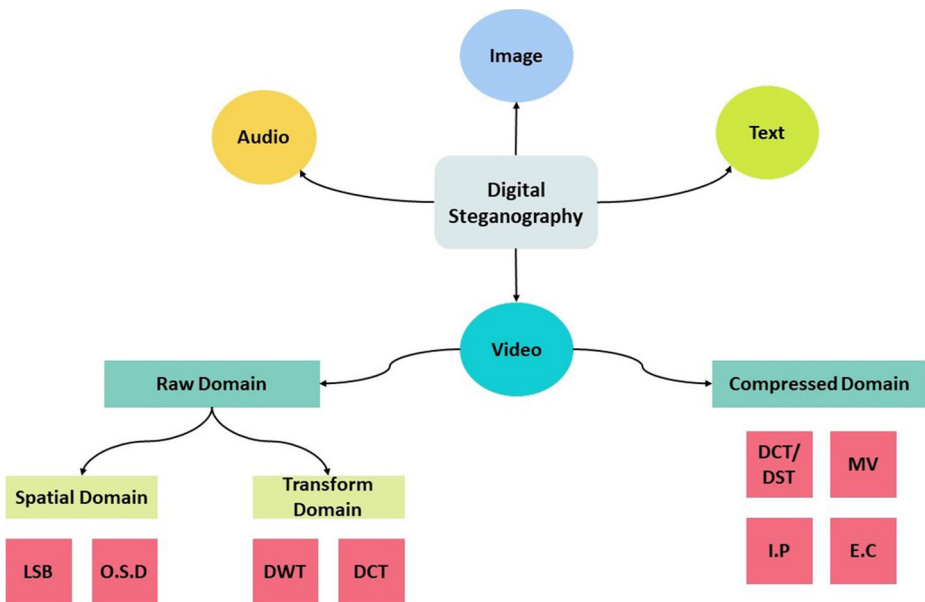 Image
Audio
Text
Digital
Steganography
Video
Raw Domain
Compressed Domain
Spatial Domain
Transform
Domain
LSB
O.S.D
DWT
DCT
DCT/
DST
MV
I.P
E.C